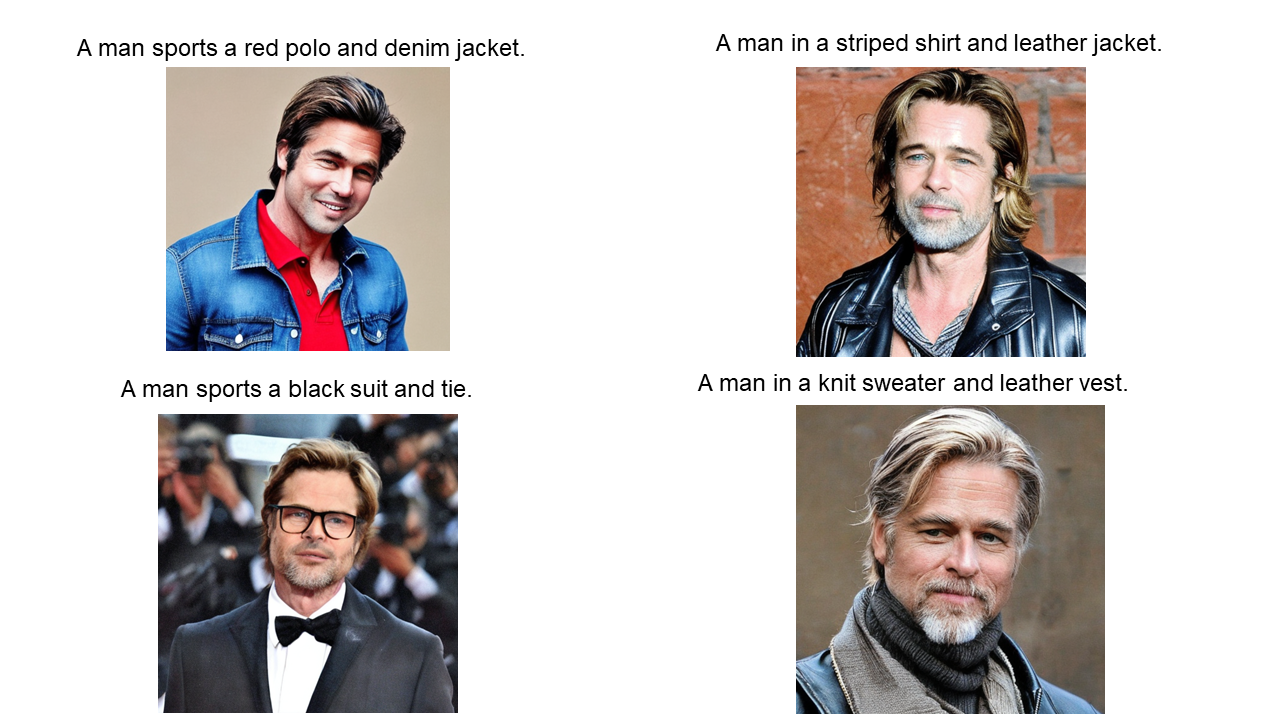 A man sports a red polo and denim jacket.
A man in a striped shirt and leather jacket.
A man sports a black suit and tie.
A man in a knit sweater and leather vest.